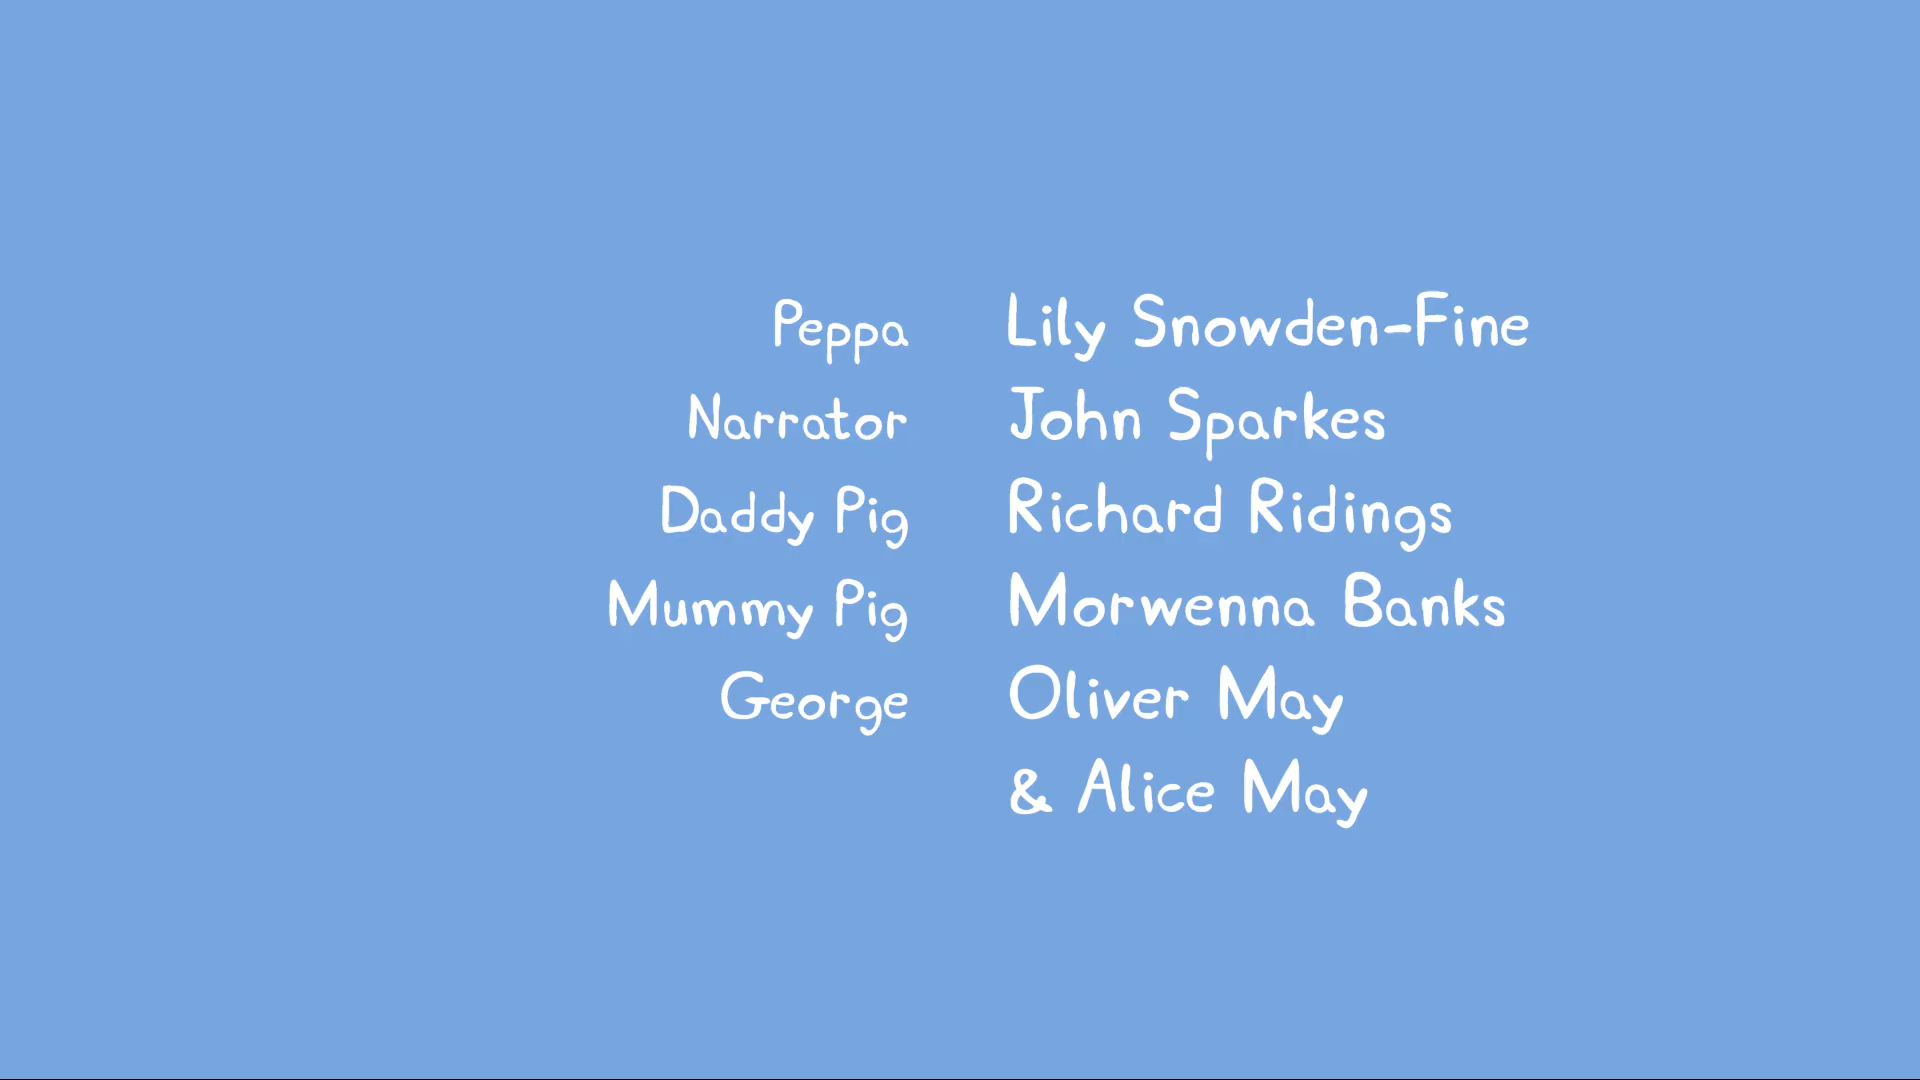 Peppa Lily Snowden-Fine
Narrator John Sparkes
Daddy Pig Richard Ridings
Mummy Pig Morwenna Banks
George Oliver May
& Alice May